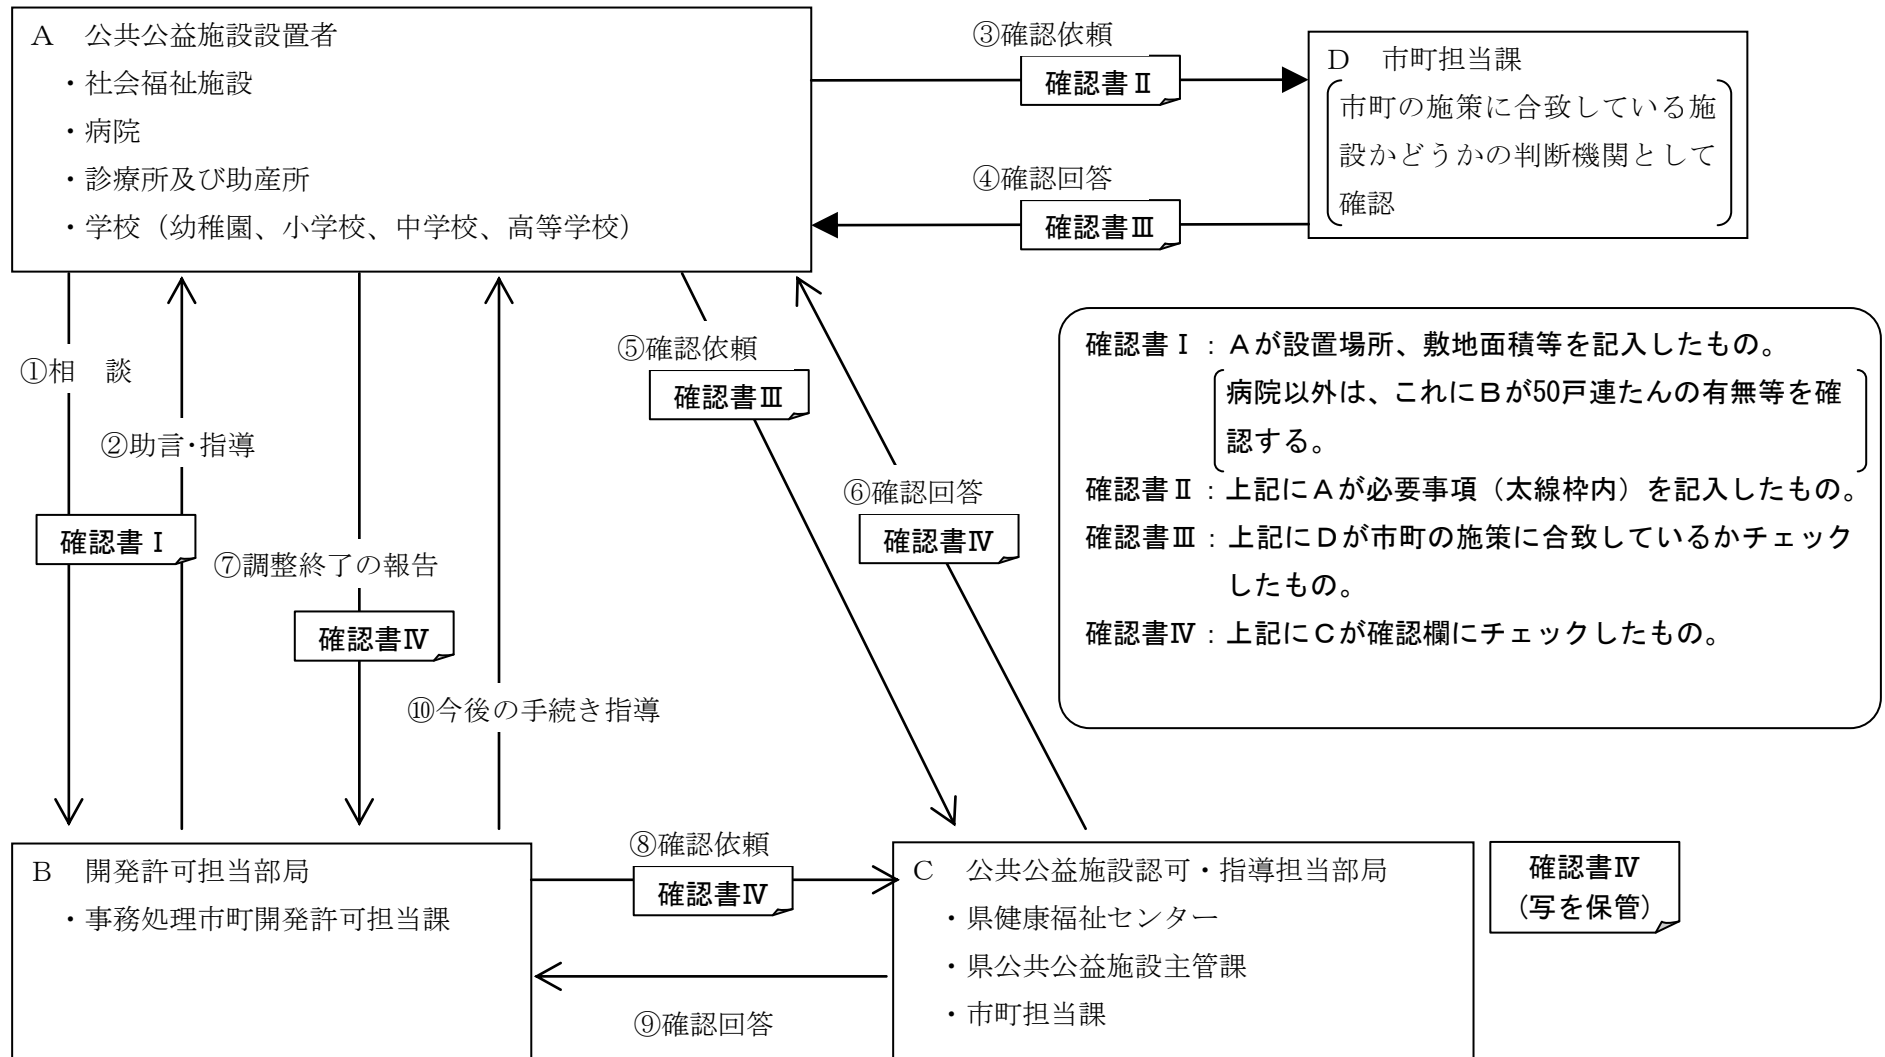 A 公共公益施設設置者
・社会福祉施設
・病院
・診療所及び助産所
・学校（幼稚園、小学校、中学校、高等学校）
③確認依頼
確認書Ⅱ
④確認回答
確認書Ⅲ
D 市町担当課
市町の施策に合致している施
設かどうかの判断機関として
確認
①相 談
②助言・指導
確認書Ⅰ
⑦調整終了の報告
確認書Ⅳ
⑩今後の手続き指導
⑤確認依頼
確認書Ⅲ
⑥確認回答
確認書Ⅳ
確認書Ⅰ：Ａが設置場所、敷地面積等を記入したもの。
病院以外は、これにＢが50戸連たんの有無等を確
認する。
確認書Ⅱ：上記にＡが必要事項（太線枠内）を記入したもの。
確認書Ⅲ：上記にＤが市町の施策に合致しているかチェック
したもの。
確認書Ⅳ：上記にＣが確認欄にチェックしたもの。
B 開発許可担当部局
・事務処理市町開発許可担当課
⑧確認依頼
確認書Ⅳ
⑨確認回答
C 公共公益施設認可・指導担当部局
・県健康福祉センター
・県公共公益施設主管課
・市町担当課
確認書Ⅳ
（写を保管）